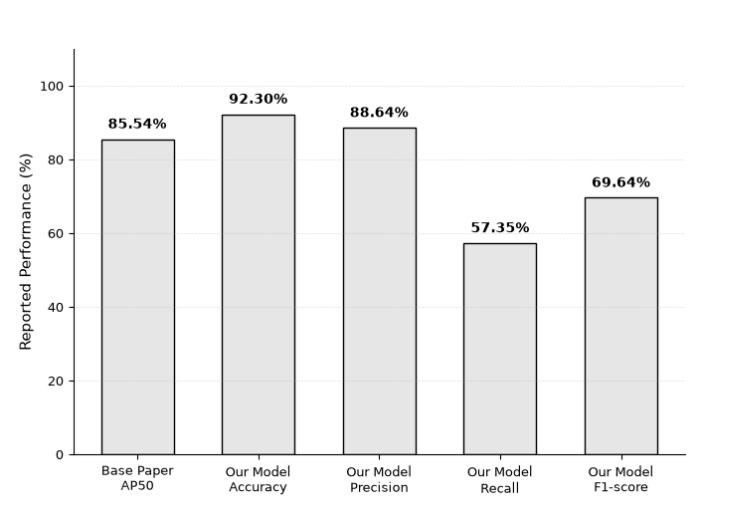 Reported Performance (%)
100
80
60
40
20
0
85.54%
92.30%
88.64%
57.35%
69.64%
Base Paper
AP50
Our Model
Accuracy
Our Model
Precision
Our Model
Recall
Our Model
F1-score